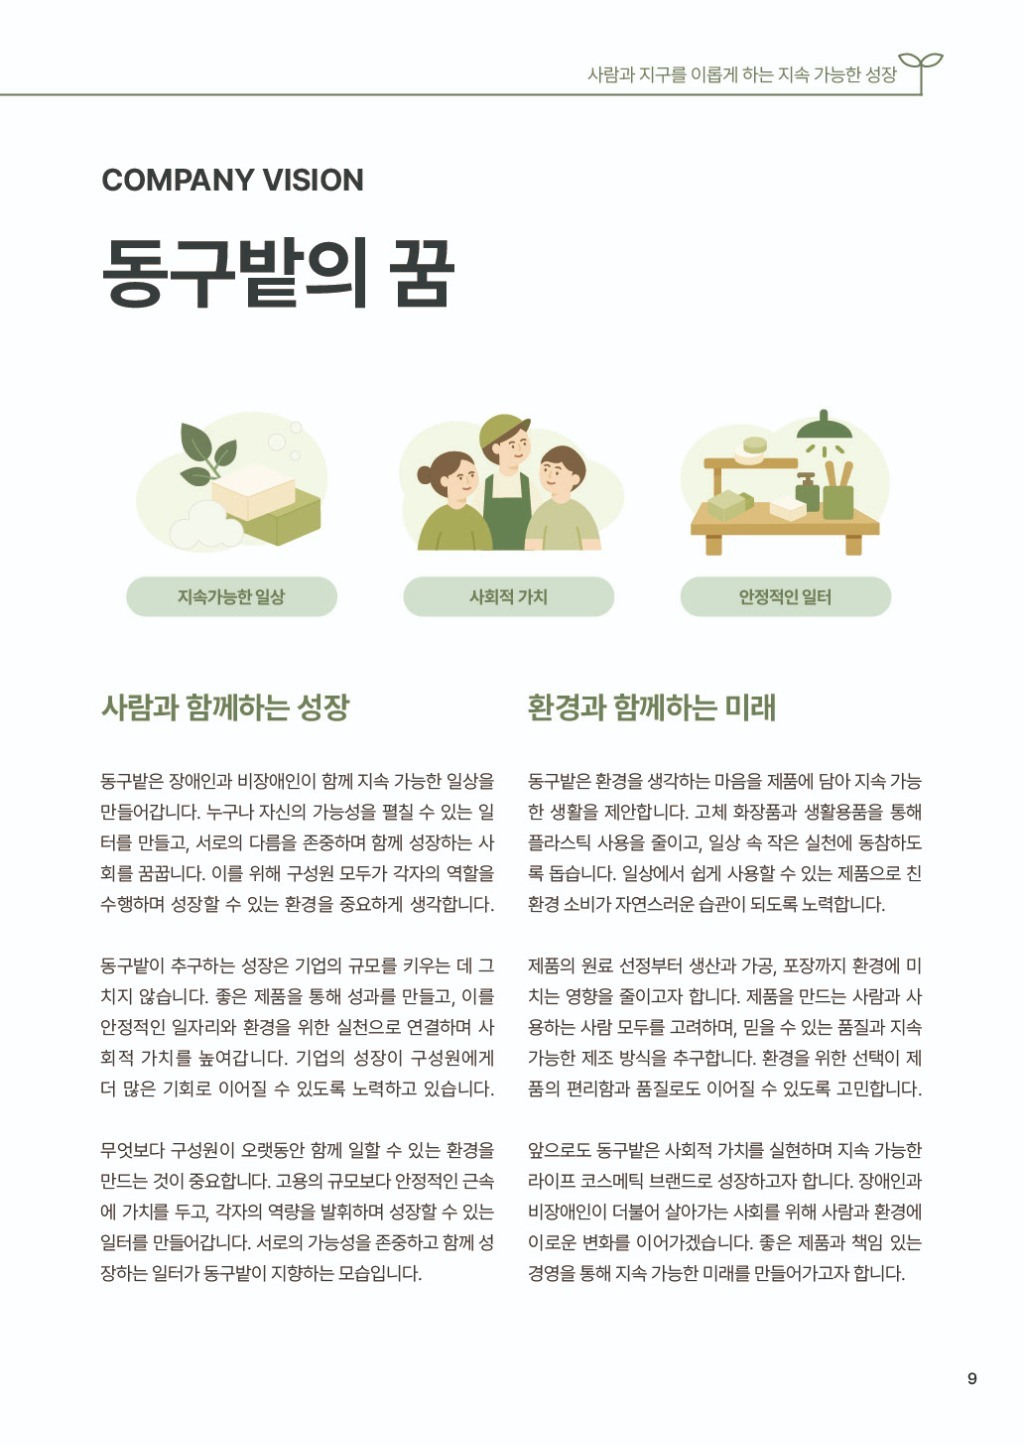 사람과 지구를 이롭게 하는 지속 가능한 성장
COMPANY VISION
동구밭의 꿈
지속가능한 일상
사회적 가치
안정적인 일터
사람과 함께하는 성장
동구밭은 장애인과 비장애인이 함께 지속 가능한 일상을
만들어갑니다. 누구나 자신의 가능성을 펼칠 수 있는 일
터를 만들고, 서로의 다름을 존중하며 함께 성장하는 사
회를 꿈꿉니다. 이를 위해 구성원 모두가 각자의 역할을
수행하며 성장할 수 있는 환경을 중요하게 생각합니다.
동구밭이 추구하는 성장은 기업의 규모를 키우는 데 그
치지 않습니다. 좋은 제품을 통해 성과를 만들고, 이를
안정적인 일자리와 환경을 위한 실천으로 연결하며 사
회적 가치를 높여갑니다. 기업의 성장이 구성원에게
더 많은 기회로 이어질 수 있도록 노력하고 있습니다.
무엇보다 구성원이 오랫동안 함께 일할 수 있는 환경을
만드는 것이 중요합니다. 고용의 규모보다 안정적인 근속
에 가치를 두고, 각자의 역량을 발휘하며 성장할 수 있는
일터를 만들어갑니다. 서로의 가능성을 존중하고 함께 성
장하는 일터가 동구밭이 지향하는 모습입니다.
환경과 함께하는 미래
동구밭은 환경을 생각하는 마음을 제품에 담아 지속 가능
한 생활을 제안합니다. 고체 화장품과 생활용품을 통해
플라스틱 사용을 줄이고, 일상 속 작은 실천에 동참하도
록 돕습니다. 일상에서 쉽게 사용할 수 있는 제품으로 친
환경 소비가 자연스러운 습관이 되도록 노력합니다.
제품의 원료 선정부터 생산과 가공, 포장까지 환경에 미
치는 영향을 줄이고자 합니다. 제품을 만드는 사람과 사
용하는 사람 모두를 고려하며, 믿을 수 있는 품질과 지속
가능한 제조 방식을 추구합니다. 환경을 위한 선택이 제
품의 편리함과 품질로도 이어질 수 있도록 고민합니다.
앞으로도 동구밭은 사회적 가치를 실현하며 지속 가능한
라이프 코스메틱 브랜드로 성장하고자 합니다. 장애인과
비장애인이 더불어 살아가는 사회를 위해 사람과 환경에
이로운 변화를 이어가겠습니다. 좋은 제품과 책임 있는
경영을 통해 지속 가능한 미래를 만들어가고자 합니다.
9